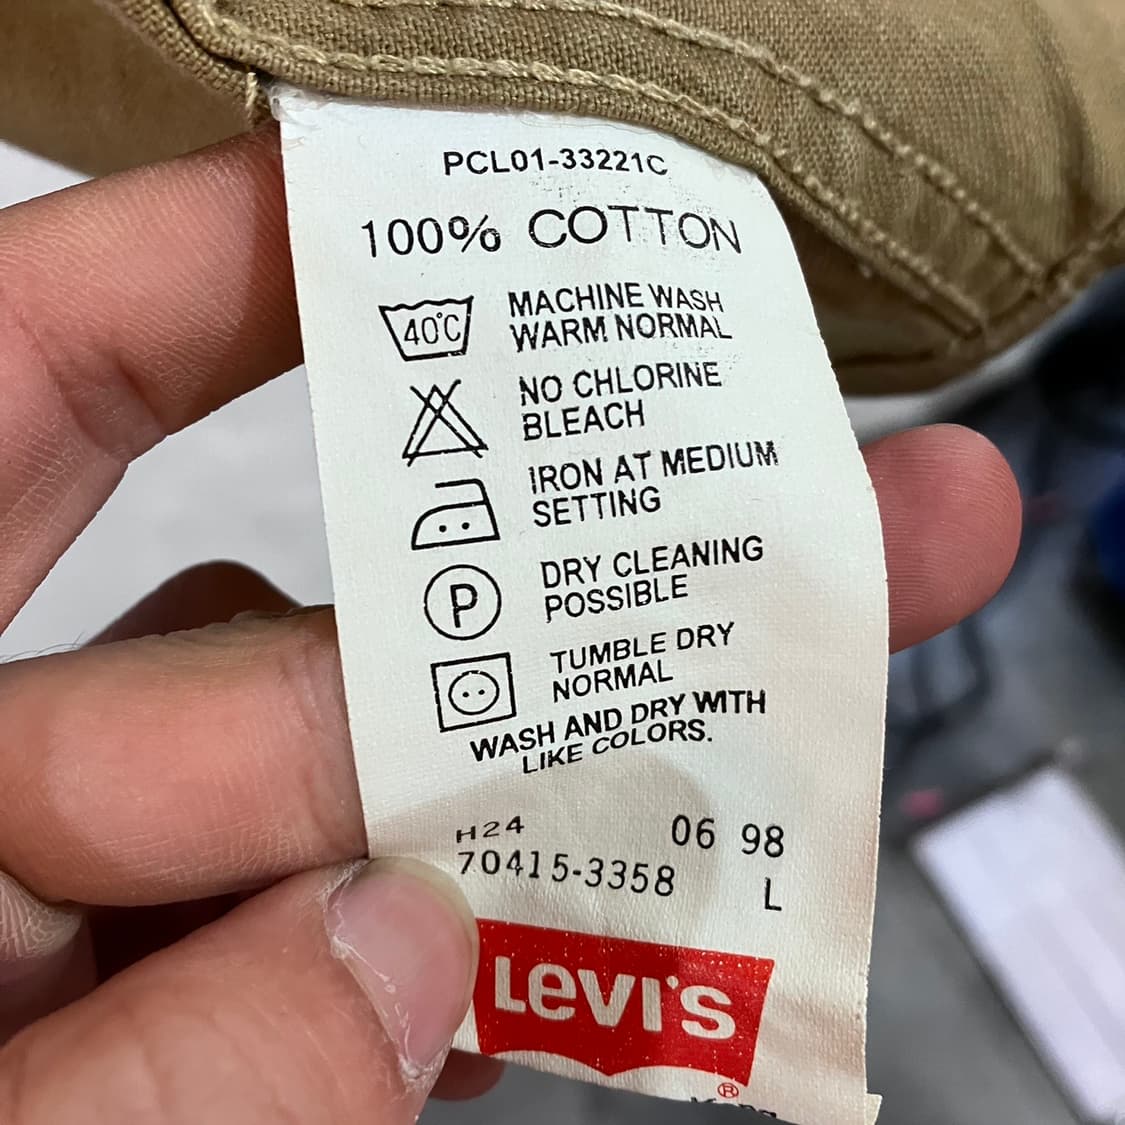 PCL01-33221C
100% COTTON
40°C
MACHINE WASH
WARM NORMAL
NO CHLORINE
BLEACH
IRON AT MEDIUM
SETTING
P
DRY CLEANING
POSSIBLE
TUMBLE DRY
NORMAL
WASH AND DRY WITH
LIKE COLORS.
H24 06 98
70415-3358 L
LEVI'S
®